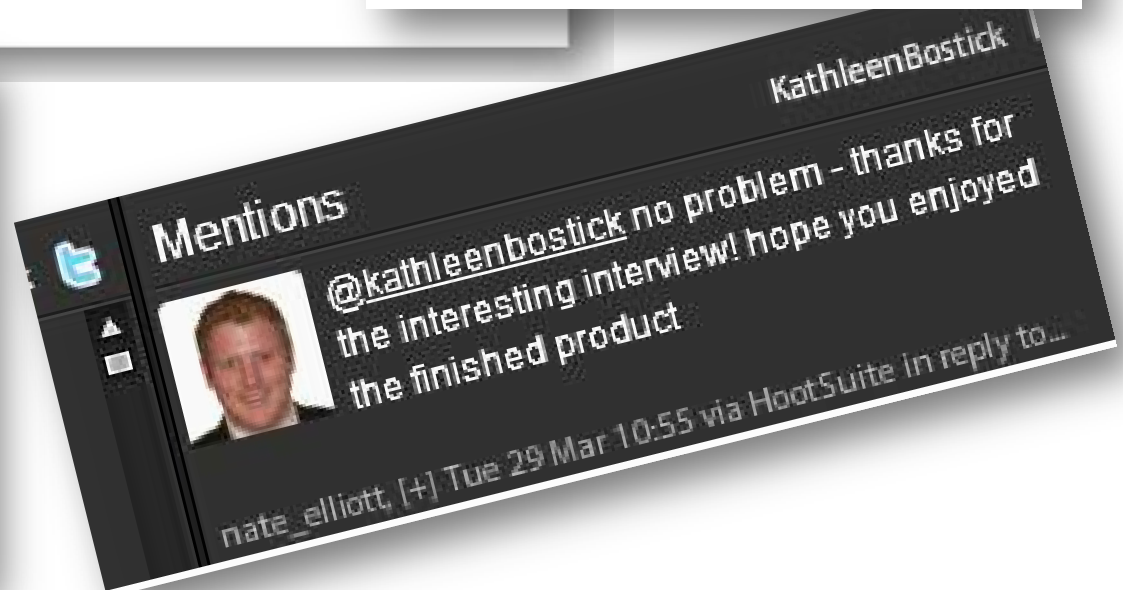 KathleenBostick
Mentions
@kathleenbostick no problem - thanks for
the interesting interview! hope you enjoyed
the finished product
nate_elliott, [+] Tue 29 Mar 10:55 via HootSuite in reply to...